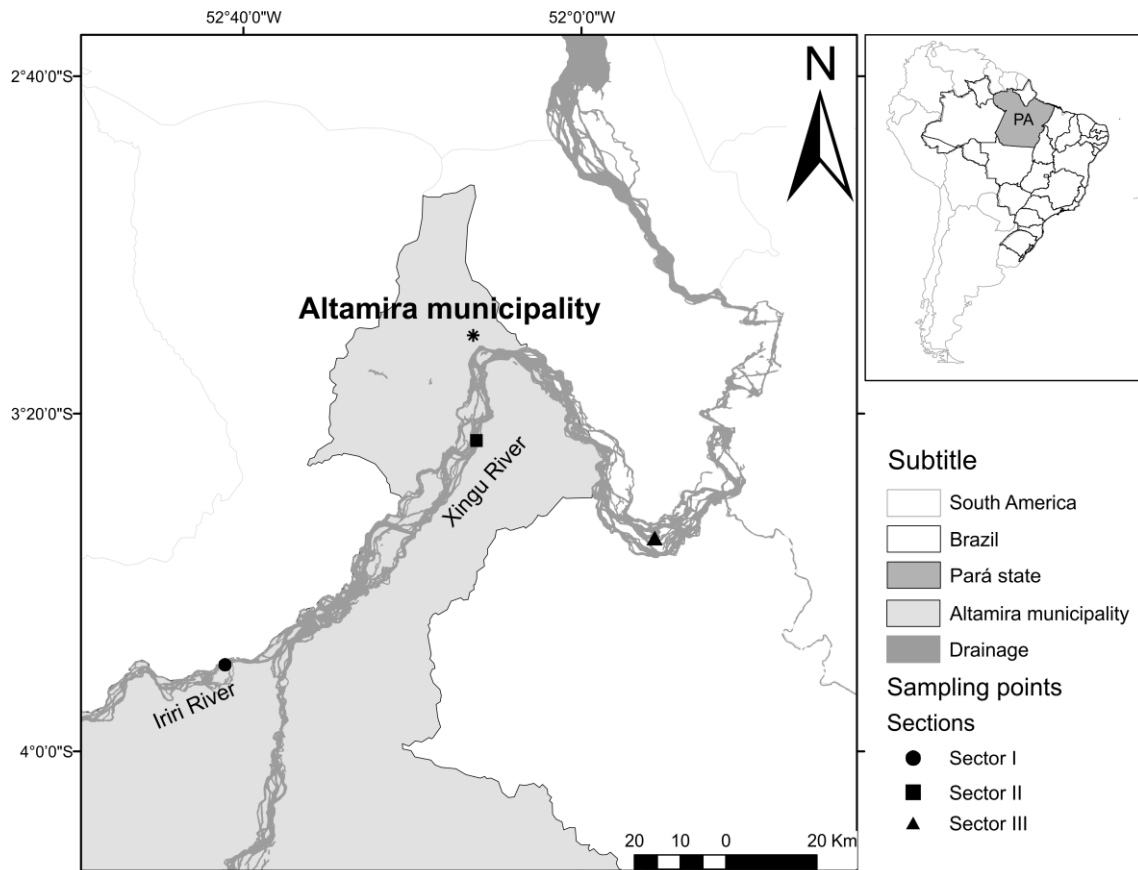 52°40'0"W
52°0'0"W
2°40'0"S
N
PA
Altamira municipality
3°20'0"S
Xingu River
Iriri River
4°0'0"S
20 10 0 20 Km
Subtitle
South America
Brazil
Pará state
Altamira municipality
Drainage
Sampling points
Sections
Sector I
Sector II
Sector III